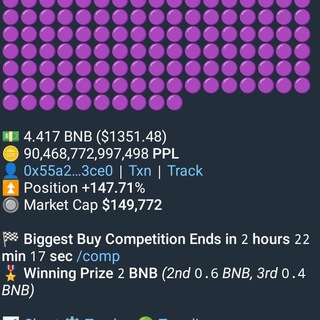 💵 4.417 BNB ($1351.48)
🪙 90,468,772,997,498 PPL
👤 0x55a2...3ce0 | Txn | Track
⏫ Position +147.71%
🔘 Market Cap $149,772
🏁 Biggest Buy Competition Ends in 2 hours 22
min 17 sec /comp
🎖 Winning Prize 2 BNB (2nd 0.6 BNB, 3rd 0.4
BNB)